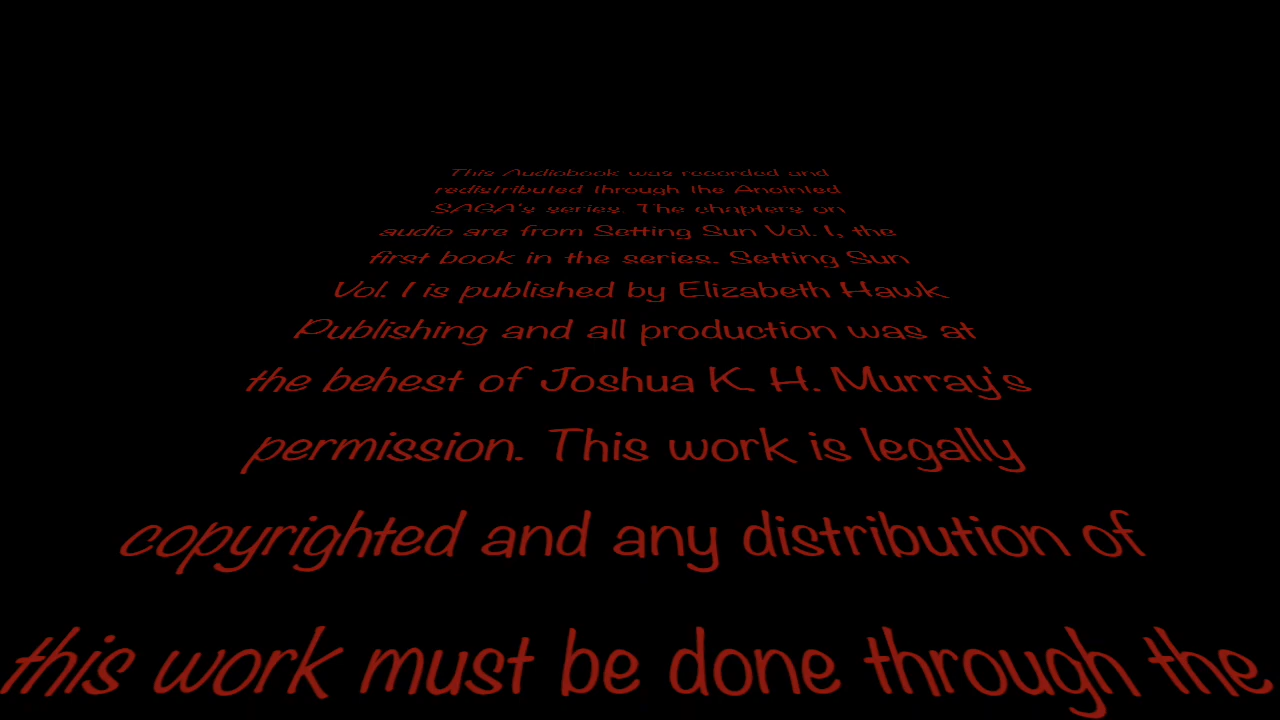 This Audiobook was recorded and
redistributed through the Anointed
SAGA's series. The chapters on
audio are from Setting Sun Vol. I, the
first book in the series. Setting Sun
Vol. I is published by Elizabeth Hawk
Publishing and all production was at
the behest of Joshua K. H. Murray's
permission. This work is legally
copyrighted and any distribution of
this work must be done through the